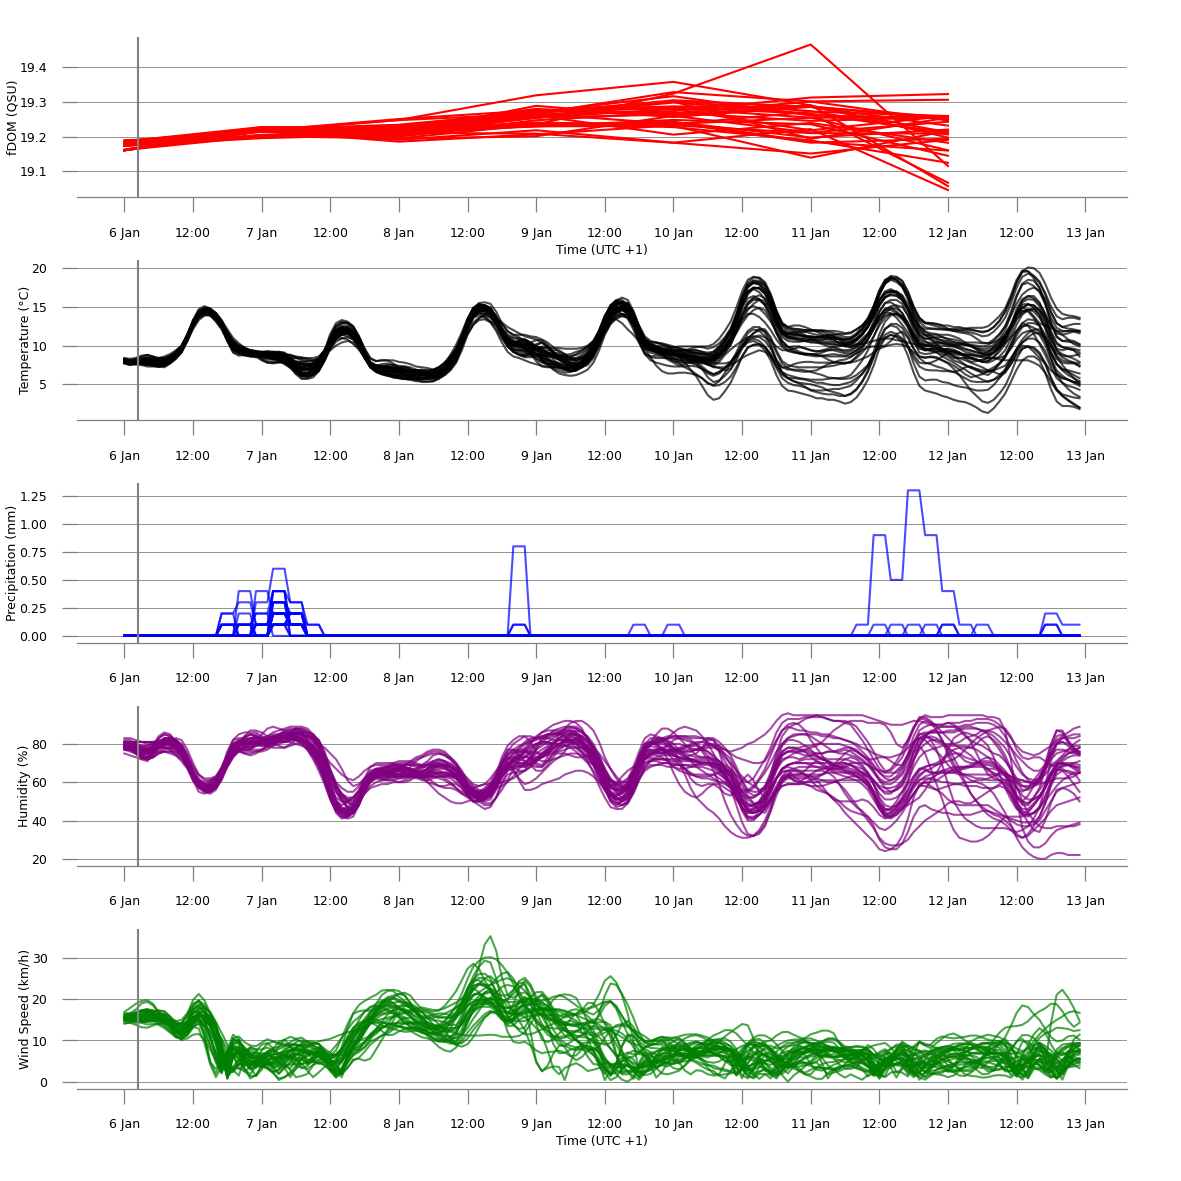 19.4
19.3
19.2
19.1
fDOM (QSU)
6 Jan 12:00 7 Jan 12:00 8 Jan 12:00 9 Jan 12:00 10 Jan 12:00 11 Jan 12:00 12 Jan 12:00 13 Jan
Time (UTC +1)
20
15
10
5
Temperature (°C)
6 Jan 12:00 7 Jan 12:00 8 Jan 12:00 9 Jan 12:00 10 Jan 12:00 11 Jan 12:00 12 Jan 12:00 13 Jan
1.25
1.00
0.75
0.50
0.25
0.00
Precipitation (mm)
6 Jan 12:00 7 Jan 12:00 8 Jan 12:00 9 Jan 12:00 10 Jan 12:00 11 Jan 12:00 12 Jan 12:00 13 Jan
80
60
40
20
Humidity (%)
6 Jan 12:00 7 Jan 12:00 8 Jan 12:00 9 Jan 12:00 10 Jan 12:00 11 Jan 12:00 12 Jan 12:00 13 Jan
30
20
10
0
Wind Speed (km/h)
6 Jan 12:00 7 Jan 12:00 8 Jan 12:00 9 Jan 12:00 10 Jan 12:00 11 Jan 12:00 12 Jan 12:00 13 Jan
Time (UTC +1)